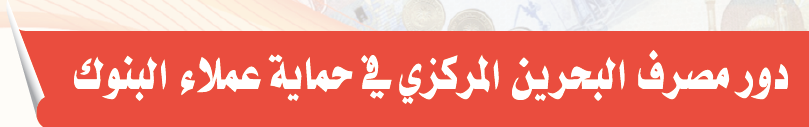 دور مصرف البحرين المركزي في حماية عملاء البنوك